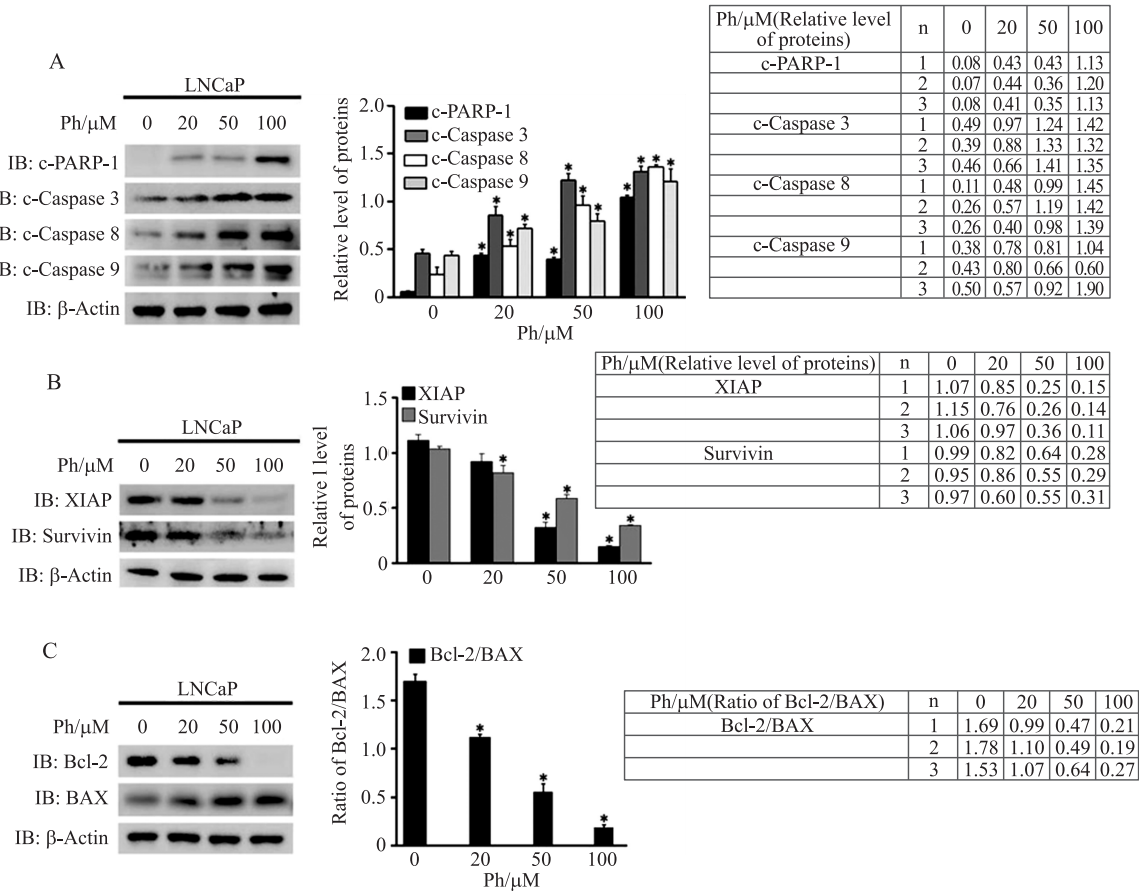 A
LNCaP
Ph/μM 0 20 50 100
IB: c-PARP-1
B: c-Caspase 3
B: c-Caspase 8
B: c-Caspase 9
IB: β-Actin
Relative level of proteins
2.0
1.5
1.0
0.5
0
c-PARP-1
c-Caspase 3
c-Caspase 8
c-Caspase 9
* * * * * * * * * * * *
0 20 50 100
Ph/μM
Ph/μM(Relative level of proteins) n 0 20 50 100
c-PARP-1 1 0.08 0.43 0.43 1.13
2 0.07 0.44 0.36 1.20
3 0.08 0.41 0.35 1.13
c-Caspase 3 1 0.49 0.97 1.24 1.42
2 0.39 0.88 1.33 1.32
3 0.46 0.66 1.41 1.35
c-Caspase 8 1 0.11 0.48 0.99 1.45
2 0.26 0.57 1.19 1.42
3 0.26 0.40 0.98 1.39
c-Caspase 9 1 0.38 0.78 0.81 1.04
2 0.43 0.80 0.66 0.60
3 0.50 0.57 0.92 1.90
B
LNCaP
Ph/μM 0 20 50 100
IB: XIAP
IB: Survivin
IB: β-Actin
Relative l level
of proteins
1.5
1.0
0.5
0
XIAP
Survivin
* * * * *
0 20 50 100
Ph/μM(Relative level of proteins) n 0 20 50 100
XIAP 1 1.07 0.85 0.25 0.15
2 1.15 0.76 0.26 0.14
3 1.06 0.97 0.36 0.11
Survivin 1 0.99 0.82 0.64 0.28
2 0.95 0.86 0.55 0.29
3 0.97 0.60 0.55 0.31
C
LNCaP
Ph/μM 0 20 50 100
IB: Bcl-2
IB: BAX
IB: β-Actin
Ratio of Bcl-2/BAX
2.0
1.5
1.0
0.5
0
Bcl-2/BAX
* * *
0 20 50 100
Ph/μM
Ph/μM(Ratio of Bcl-2/BAX) n 0 20 50 100
Bcl-2/BAX 1 1.69 0.99 0.47 0.21
2 1.78 1.10 0.49 0.19
3 1.53 1.07 0.64 0.27